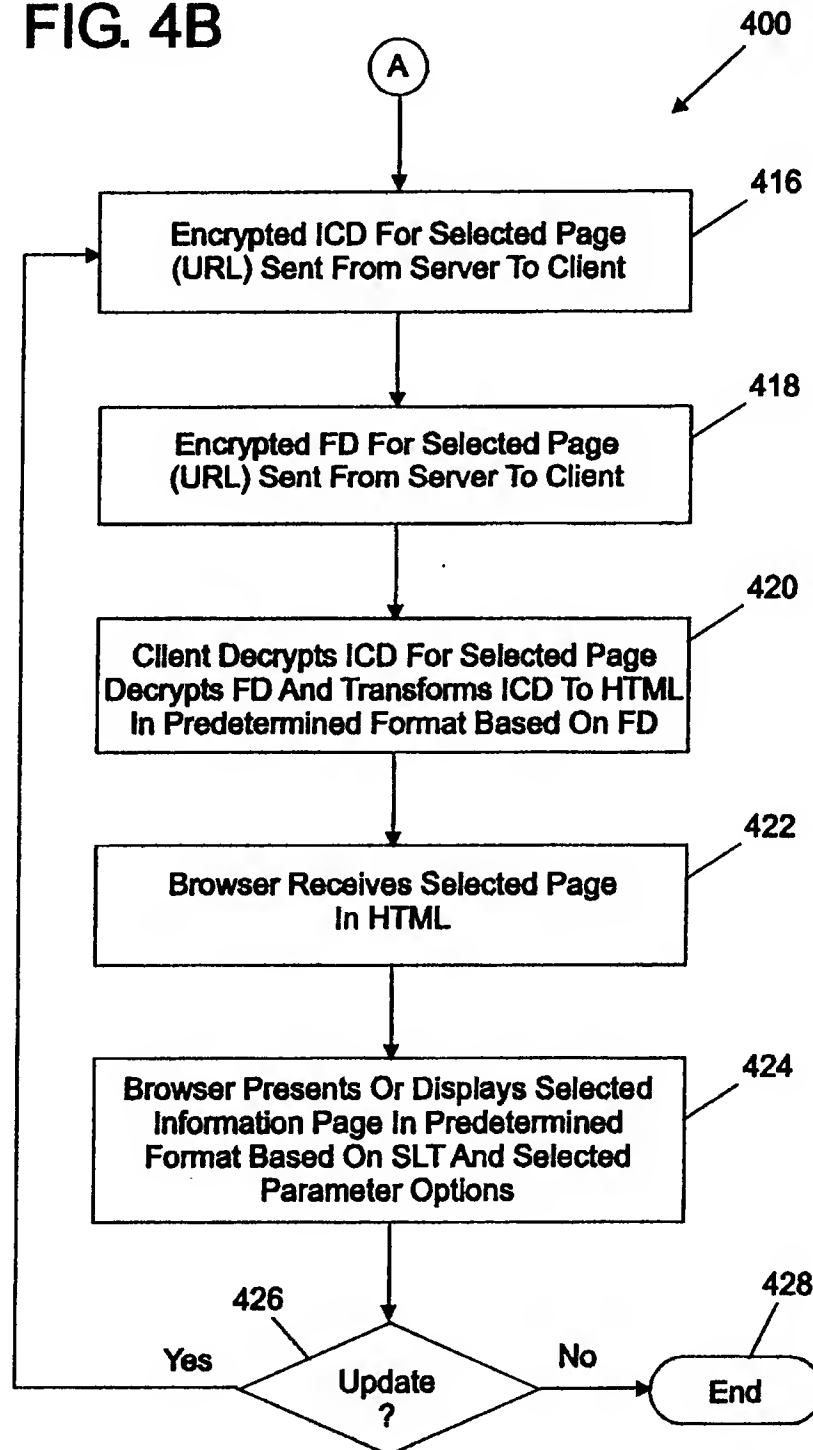 FIG. 4B
400
A
416
Encrypted ICD For Selected Page
(URL) Sent From Server To Client
418
Encrypted FD For Selected Page
(URL) Sent From Server To Client
420
Client Decrypts ICD For Selected Page
Decrypts FD And Transforms ICD To HTML
In Predetermined Format Based On FD
422
Browser Receives Selected Page
In HTML
424
Browser Presents Or Displays Selected
Information Page In Predetermined
Format Based On SLT And Selected
Parameter Options
426
428
Yes
Update
?
No
End